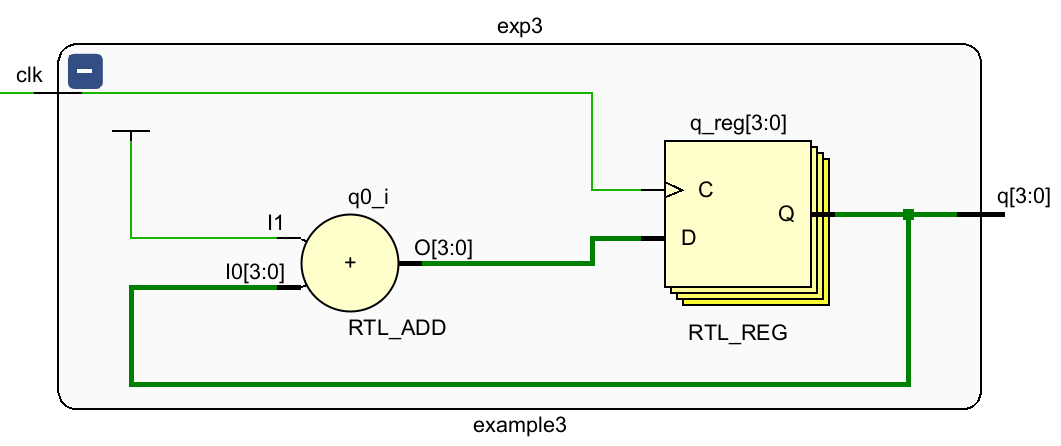 exp3
clk
q_reg[3:0]
C
q[3:0]
q0_i
Q
I1
D
O[3:0]
I0[3:0]
+
RTL_ADD
RTL_REG
example3